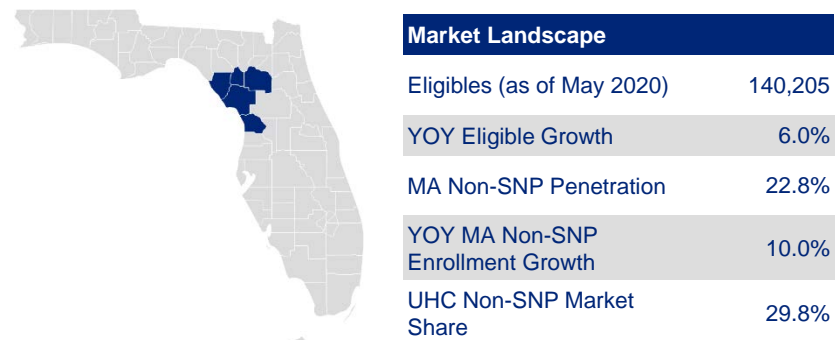 Market Landscape
Eligibles (as of May 2020) 140,205
YOY Eligible Growth 6.0%
MA Non-SNP Penetration 22.8%
YOY MA Non-SNP
Enrollment Growth 10.0%
UHC Non-SNP Market
Share 29.8%